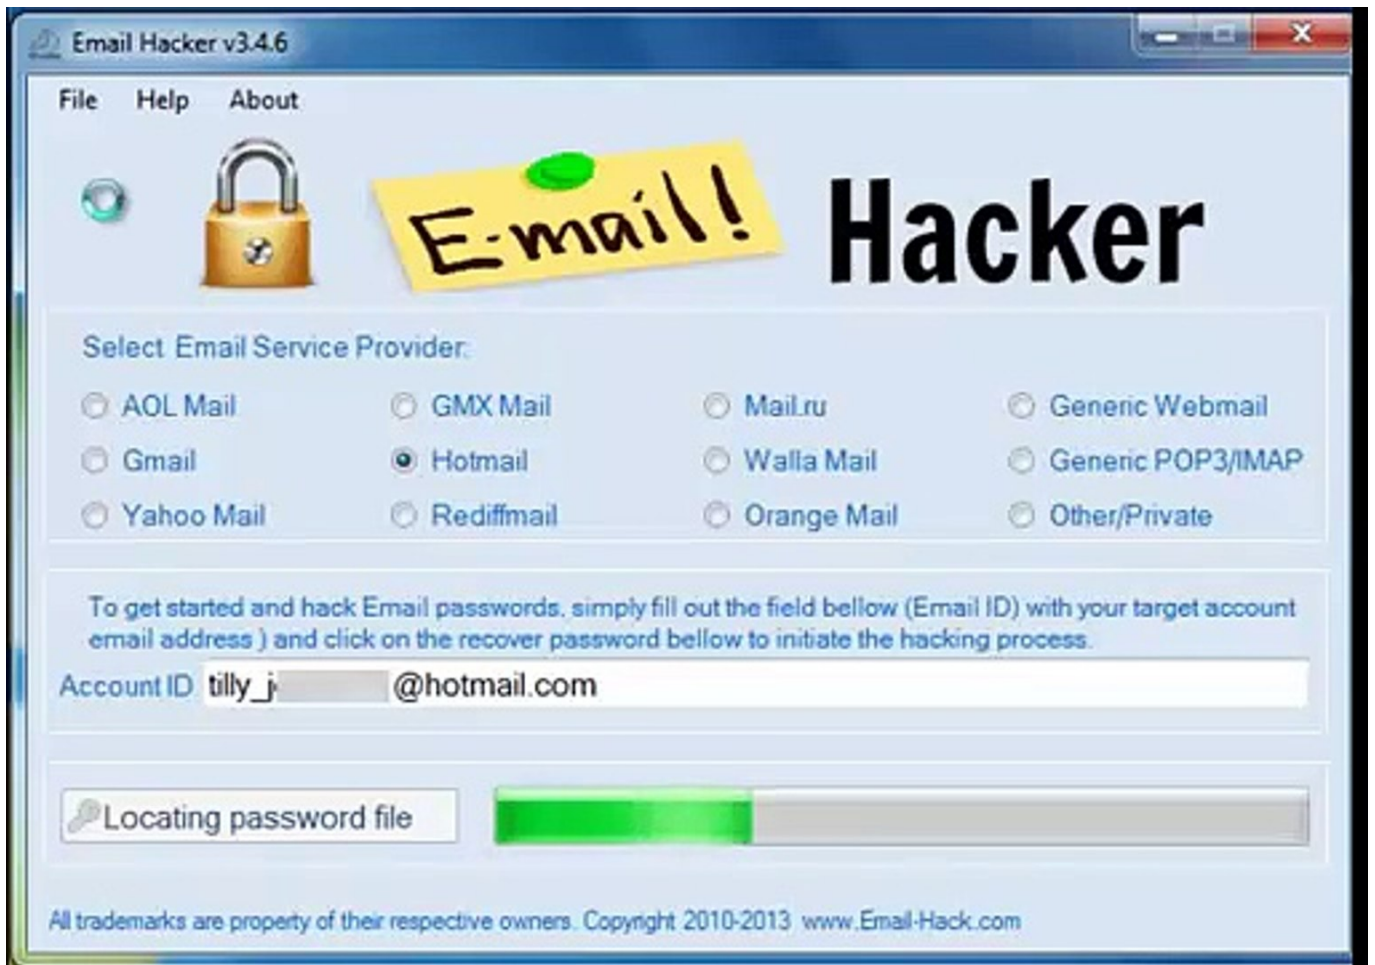 Email Hacker v3.4.6
File Help About
E-mail! Hacker
Select Email Service Provider:
AOL Mail GMX Mail Mail.ru Generic Webmail
Gmail Hotmail Walla Mail Generic POP3/IMAP
Yahoo Mail Rediffmail Orange Mail Other/Private
To get started and hack Email passwords, simply fill out the field bellow (Email ID) with your target account
email address ) and click on the recover password bellow to initiate the hacking process.
Account ID tilly_j @hotmail.com
Locating password file
All trademarks are property of their respective owners. Copyright 2010-2013 www.Email-Hack.com